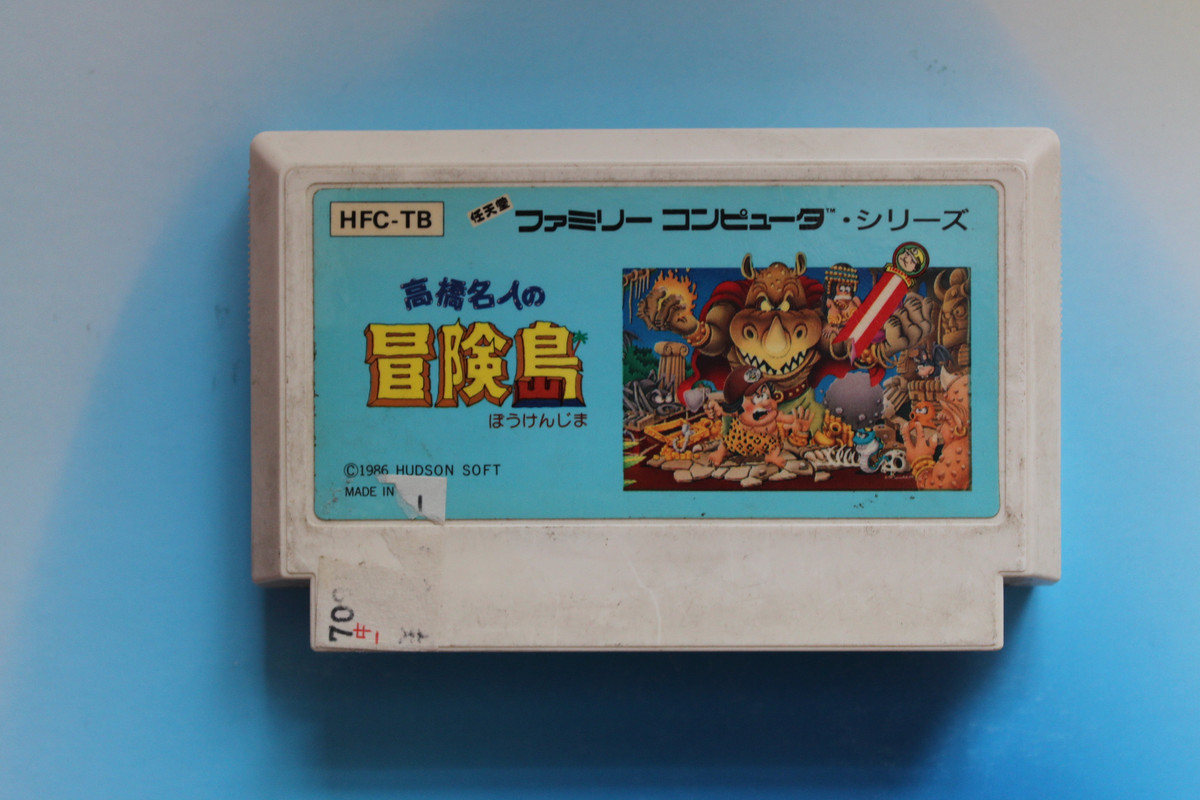 HFC-TB
任天堂 ファミリー コンピュータ™・シリーズ
高橋名人の
冒険島
ぼうけんじま
©1986 HUDSON SOFT
MADE IN
709